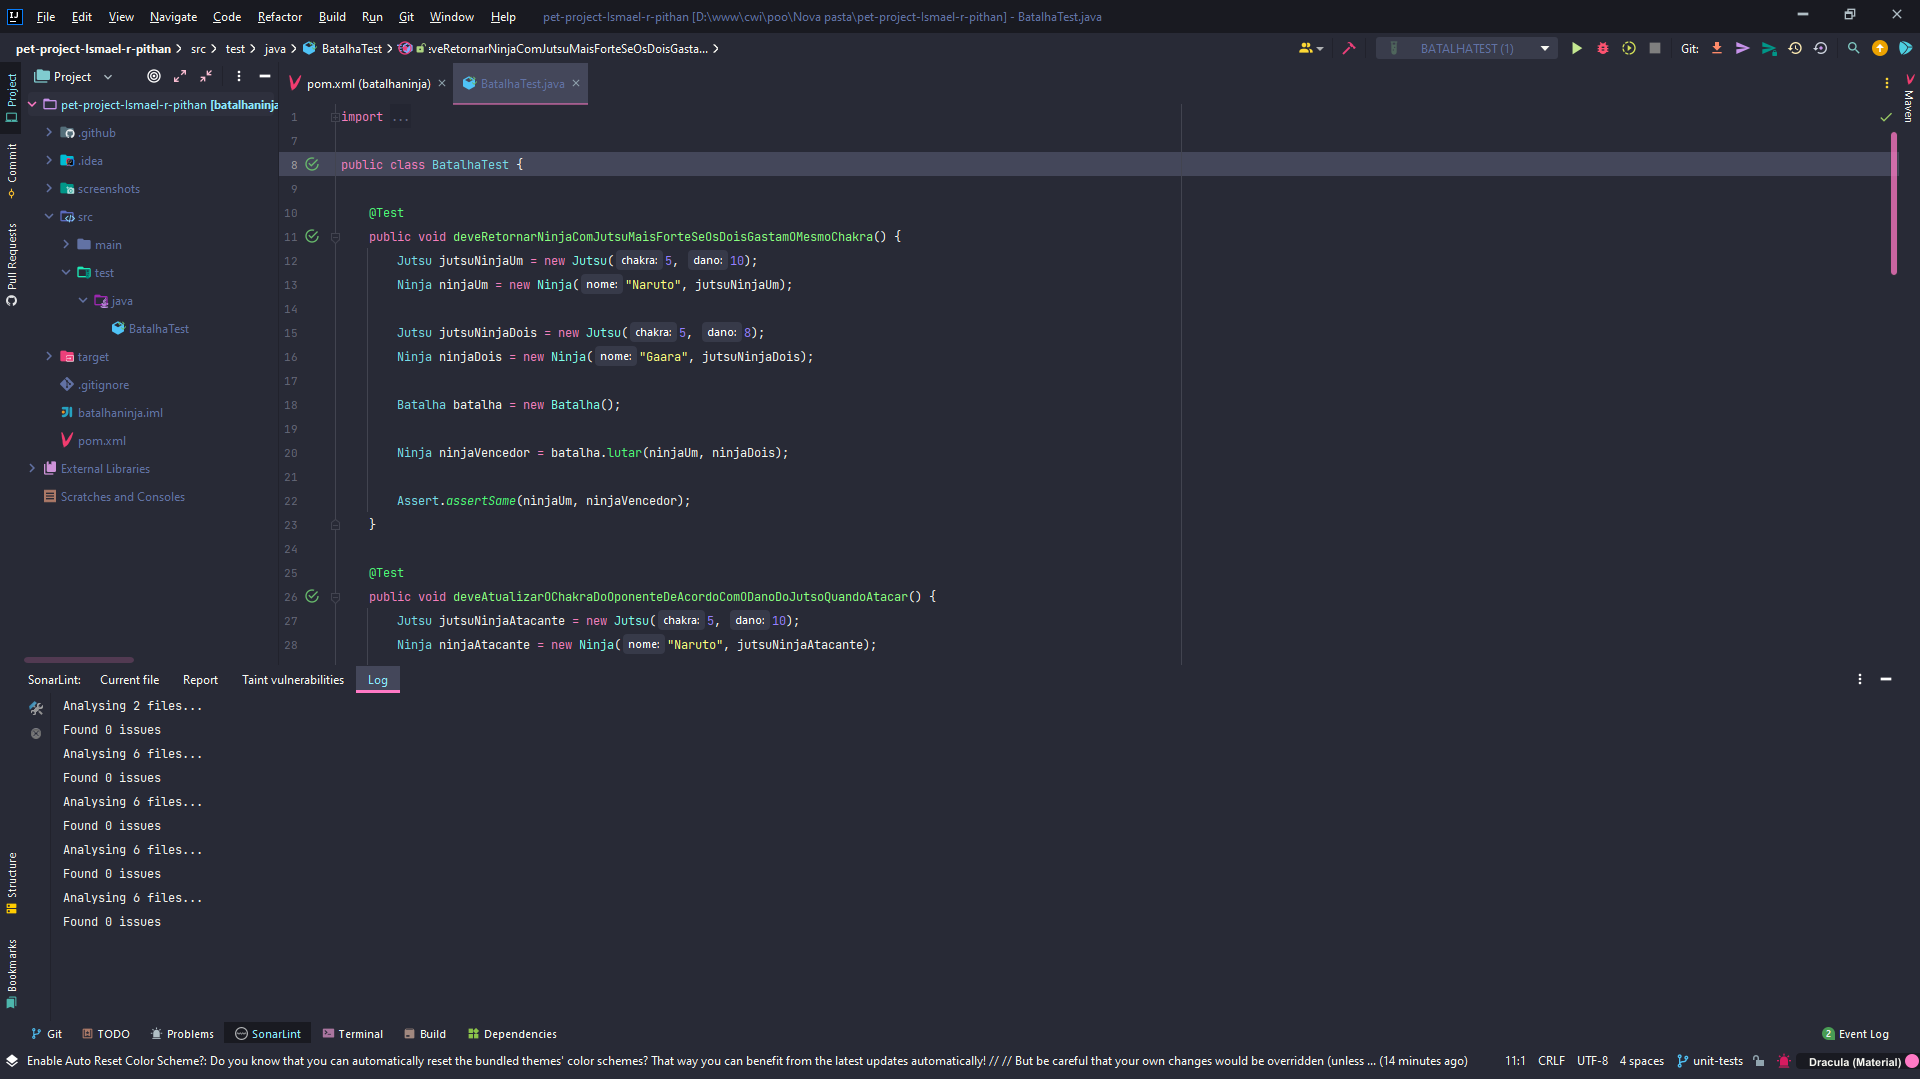 File Edit View Navigate Code Refactor Build Run Git Window Help pet-project-Ismael-r-pithan [D:\www\cwi\poo\Nova pasta\pet-project-Ismael-r-pithan] - BatalhaTest.java
pet-project-Ismael-r-pithan src test java BatalhaTest :veRetornarNinjaComJutsuMaisForteSeOsDoisGasta... BATALHATEST (1) Git:
Project
pom.xml (batalhaninja) BatalhaTest.java
Project
Commit
Pull Requests
Structure
Bookmarks
Maven
pet-project-Ismael-r-pithan [batalhaninja
.github
.idea
screenshots
src
main
test
java
BatalhaTest
target
.gitignore
batalhaninja.iml
pom.xml
External Libraries
Scratches and Consoles
1 import ...
7
8 public class BatalhaTest {
9
10 @Test
11 public void deveRetornarNinjaComJutsuMaisForteSeOsDoisGastamOMesmoChakra() {
12 Jutsu jutsuNinjaUm = new Jutsu( chakra: 5, dano: 10);
13 Ninja ninjaUm = new Ninja( nome: "Naruto", jutsuNinjaUm);
14
15 Jutsu jutsuNinjaDois = new Jutsu( chakra: 5, dano: 8);
16 Ninja ninjaDois = new Ninja( nome: "Gaara", jutsuNinjaDois);
17
18 Batalha batalha = new Batalha();
19
20 Ninja ninjaVencedor = batalha.lutar(ninjaUm, ninjaDois);
21
22 Assert.assertSame(ninjaUm, ninjaVencedor);
23 }
24
25 @Test
26 public void deveAtualizarOChakraDoOponenteDeAcordoComODanoDoJutsoQuandoAtacar() {
27 Jutsu jutsuNinjaAtacante = new Jutsu( chakra: 5, dano: 10);
28 Ninja ninjaAtacante = new Ninja( nome: "Naruto", jutsuNinjaAtacante);
SonarLint: Current file Report Taint vulnerabilities Log
Analysing 2 files...
Found 0 issues
Analysing 6 files...
Found 0 issues
Analysing 6 files...
Found 0 issues
Analysing 6 files...
Found 0 issues
Analysing 6 files...
Found 0 issues
Git TODO Problems SonarLint Terminal Build Dependencies 2 Event Log
Enable Auto Reset Color Scheme?: Do you know that you can automatically reset the bundled themes' color schemes? That way you can benefit from the latest updates automatically! // // But be careful that your own changes would be overridden (unless ... (14 minutes ago) 11:1 CRLF UTF-8 4 spaces unit-tests Dracula (Material)